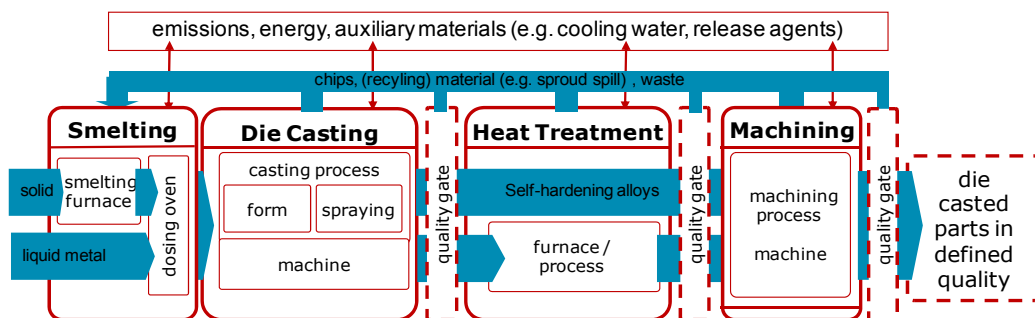 emissions, energy, auxiliary materials (e.g. cooling water, release agents)
chips, (recyling) material (e.g. sproud spill) , waste
Smelting
Die Casting
Heat Treatment
Machining
solid
smelting
furnace
liquid metal
dosing oven
casting process
form
spraying
machine
quality gate
Self-hardening alloys
furnace /
process
quality gate
machining
process
machine
quality gate
die
casted
parts in
defined
quality